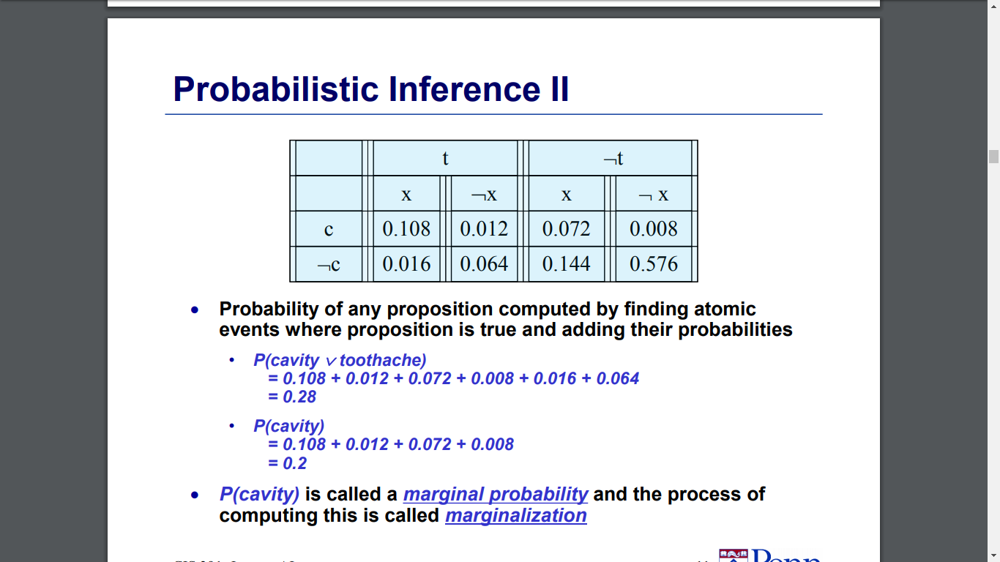 Probabilistic Inference II
t ¬t
x ¬x x ¬ x
c 0.108 0.012 0.072 0.008
¬c 0.016 0.064 0.144 0.576
• Probability of any proposition computed by finding atomic
events where proposition is true and adding their probabilities
• P(cavity ∨ toothache)
= 0.108 + 0.012 + 0.072 + 0.008 + 0.016 + 0.064
= 0.28
• P(cavity)
= 0.108 + 0.012 + 0.072 + 0.008
= 0.2
• P(cavity) is called a marginal probability and the process of
computing this is called marginalization
Penn